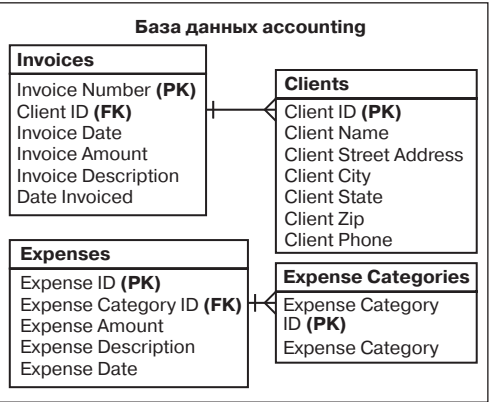 База данных accounting
Invoices
Invoice Number (PK)
Client ID (FK)
Invoice Date
Invoice Amount
Invoice Description
Date Invoiced
Clients
Client ID (PK)
Client Name
Client Street Address
Client City
Client State
Client Zip
Client Phone
Expenses
Expense ID (PK)
Expense Category ID (FK)
Expense Amount
Expense Description
Expense Date
Expense Categories
Expense Category
ID (PK)
Expense Category